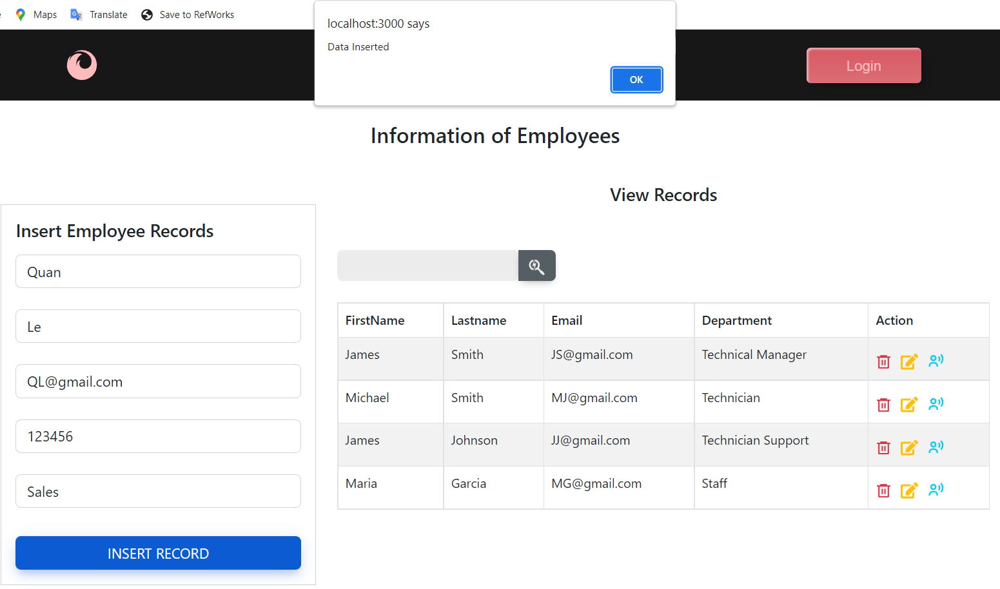 Maps Translate Save to RefWorks
localhost:3000 says
Data Inserted
OK
Login
Information of Employees
View Records
Insert Employee Records
Quan
Le
QL@gmail.com
123456
Sales
INSERT RECORD
FirstName Lastname Email Department Action
James Smith JS@gmail.com Technical Manager
Michael Smith MJ@gmail.com Technician
James Johnson JJ@gmail.com Technician Support
Maria Garcia MG@gmail.com Staff